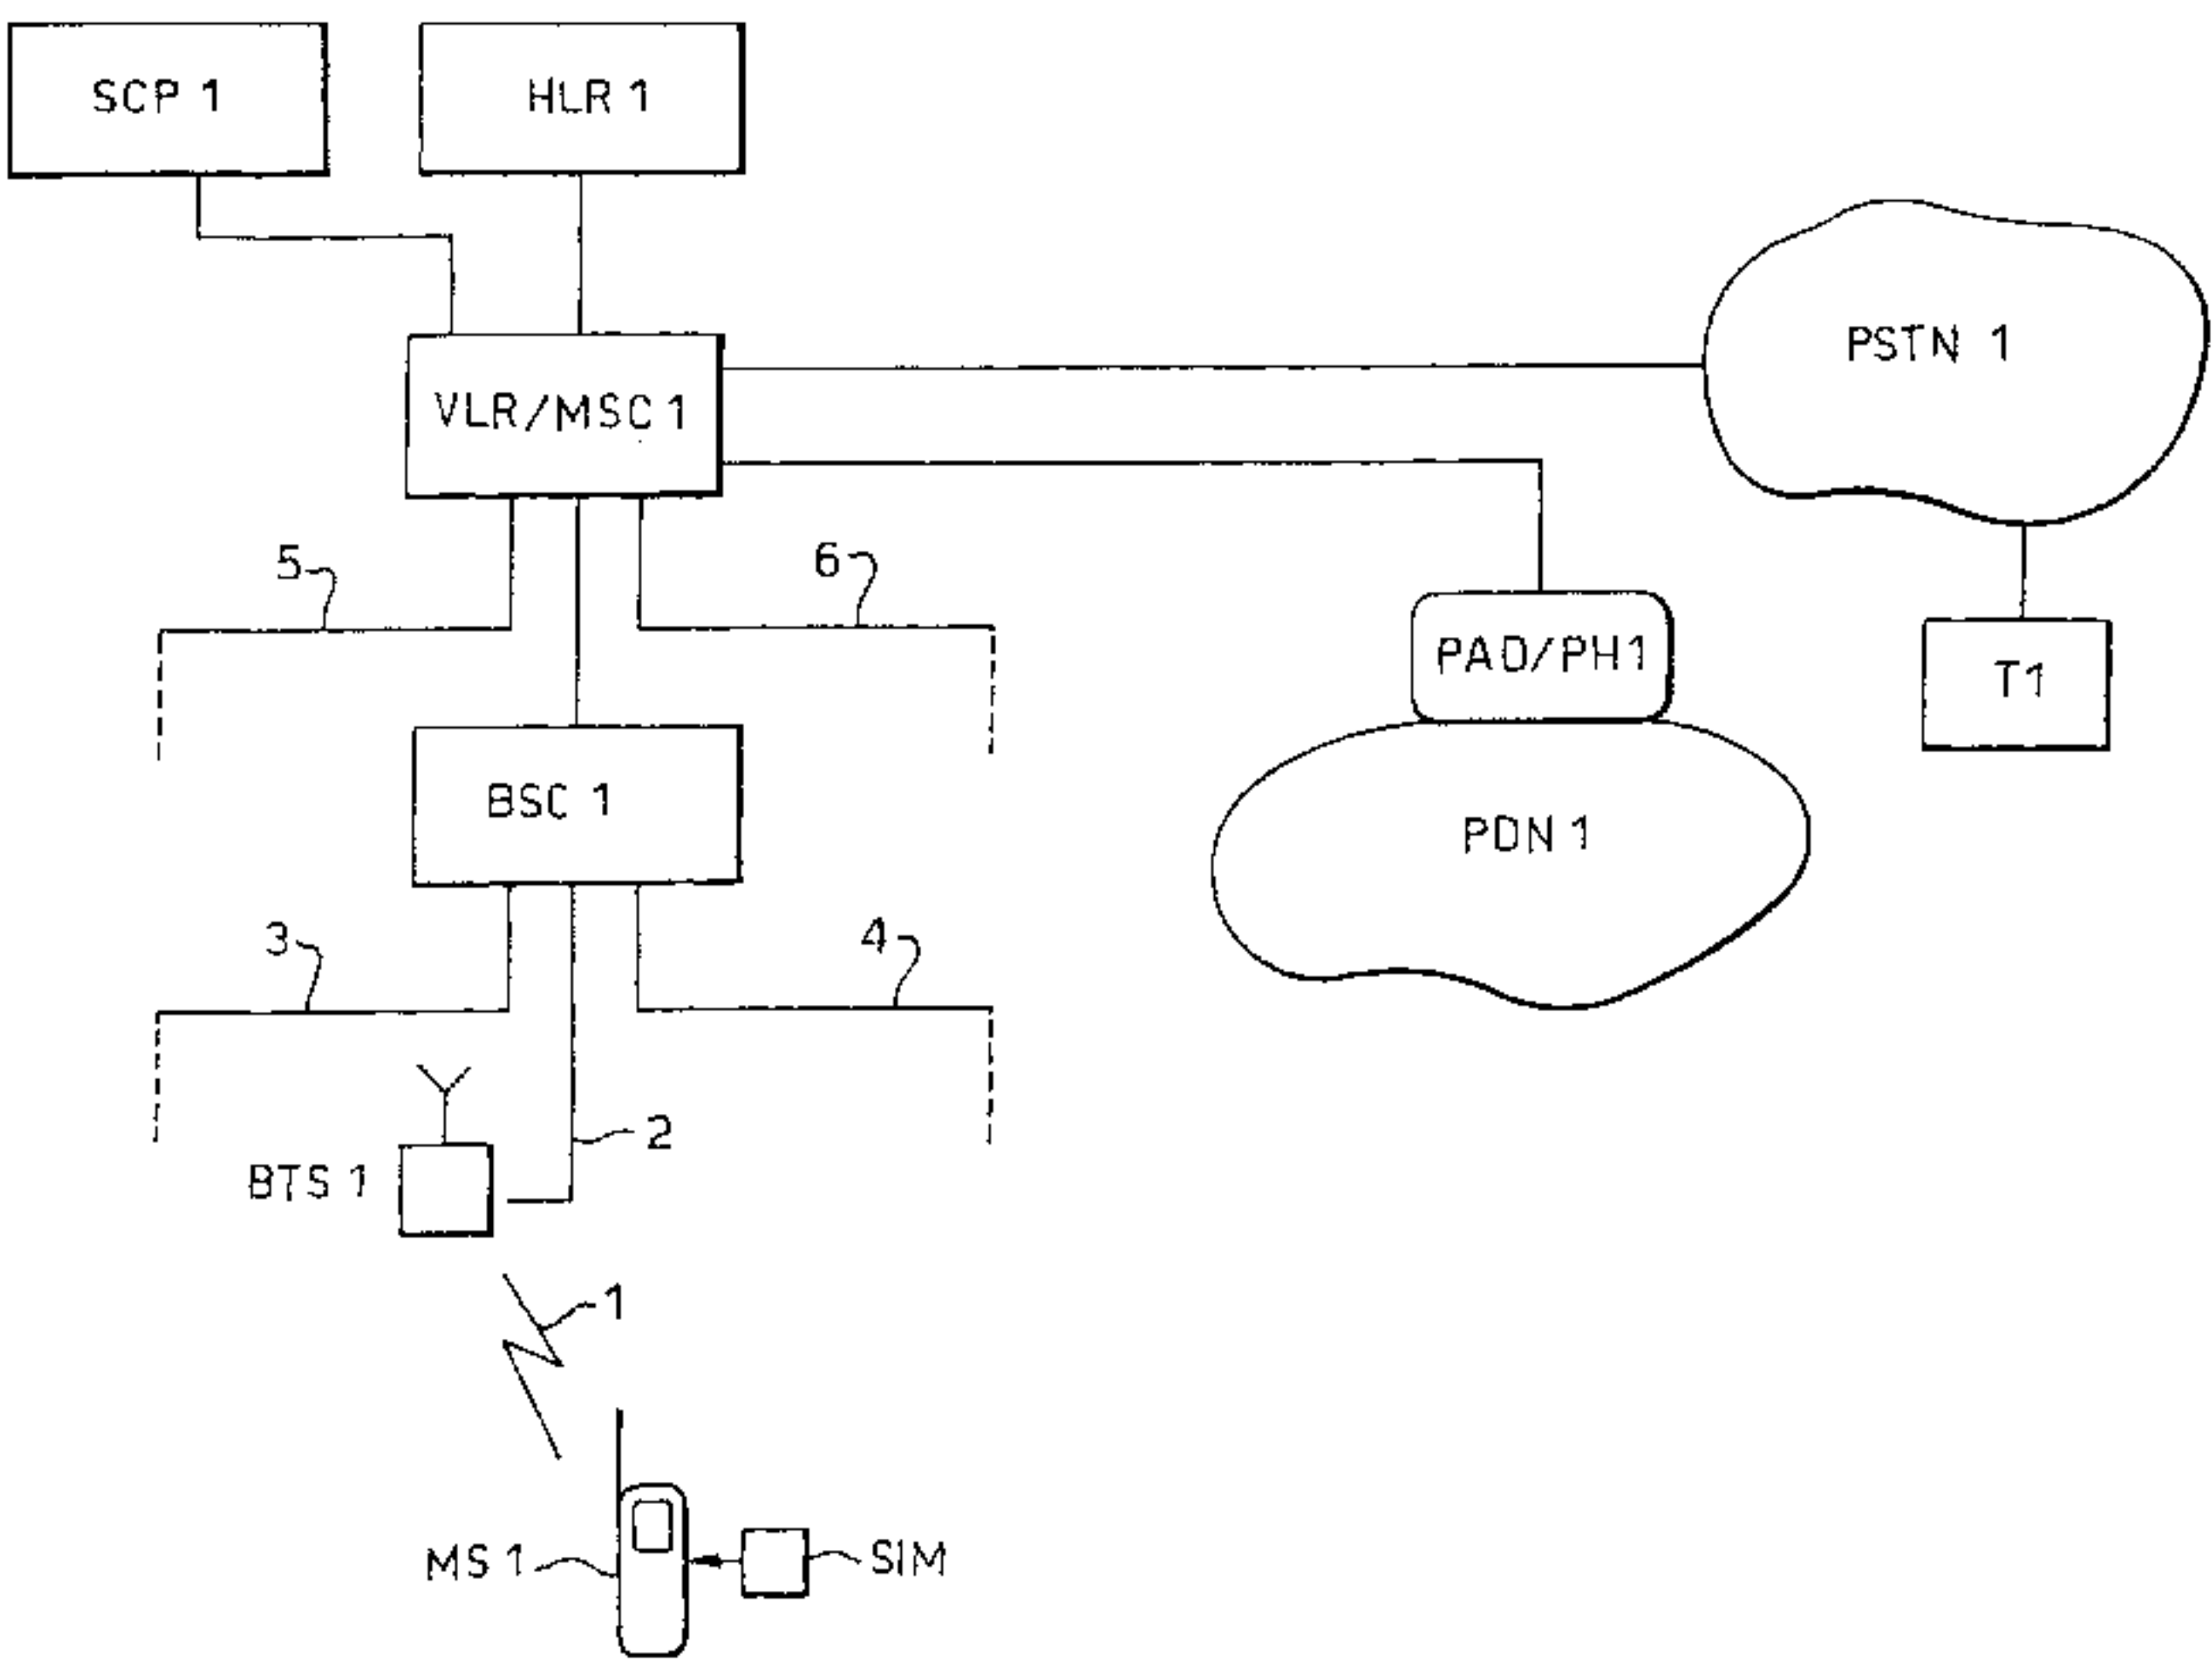 SCP 1
HLR 1
PSTN 1
VLR/MSC 1
5
6
PAD/PH1
T1
BSC 1
PDN 1
3
4
2
BTS 1
1
MS 1
SIM